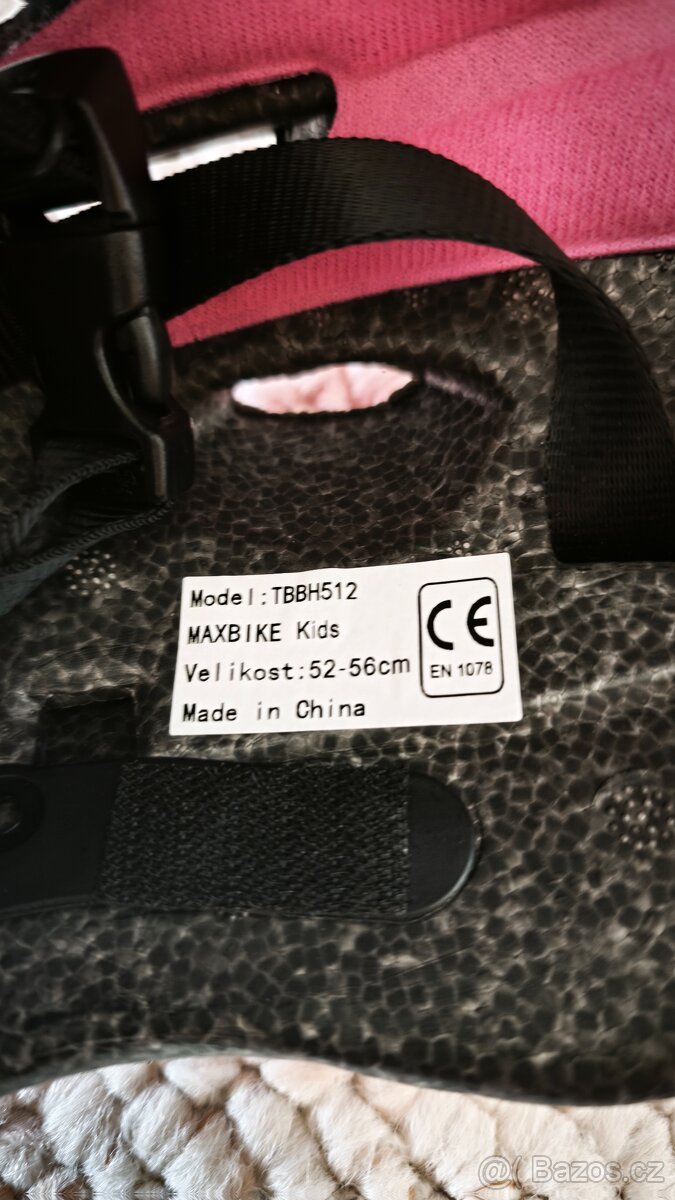 Model:TBBH512
MAXBIKE Kids
Velikost:52-56cm
Made in China
CE
EN 1078
@( Bazos.cz